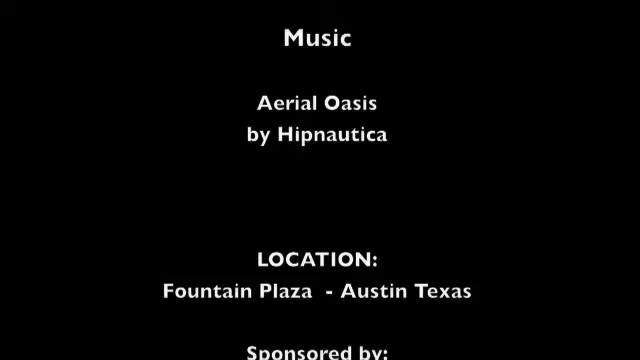 Music
Aerial Oasis
by Hipnautica
LOCATION:
Fountain Plaza - Austin Texas
Sponsored by: